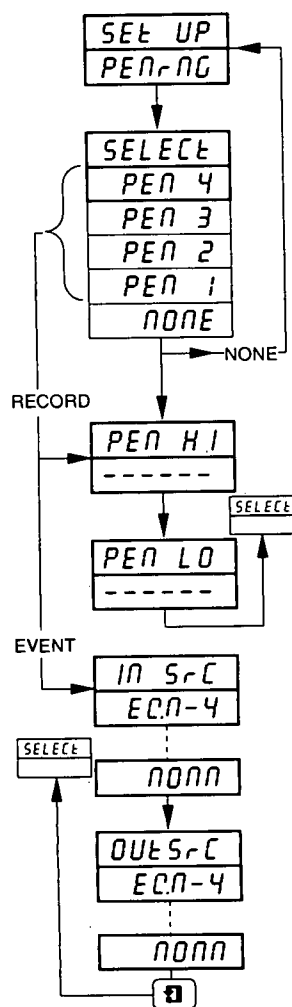 SEt UP
PENrNG
SELECt
PEN 4
PEN 3
PEN 2
PEN 1
NONE
NONE
RECORD
PEN H.I
------
SELECt
PEN LO
------
EVENT
IN SrC
EC.N-4
SELECt
NONN
OUtSrC
EC.N-4
NONN